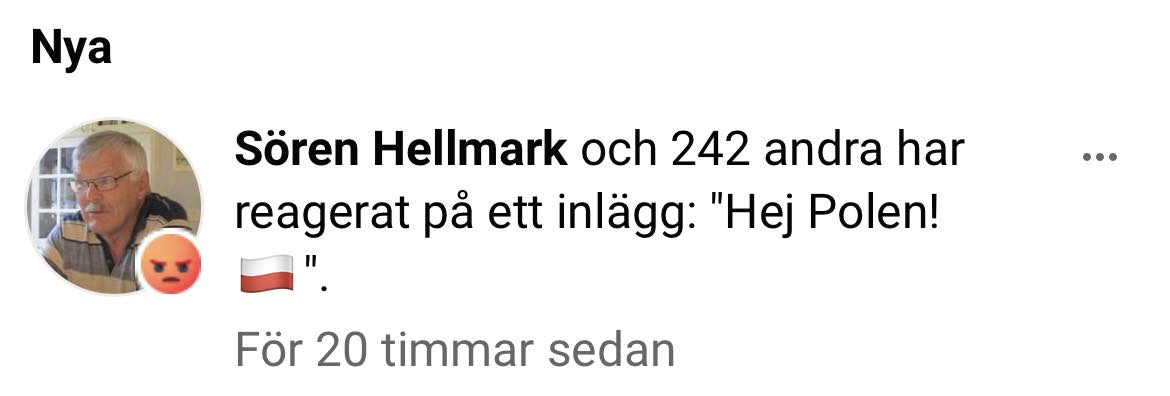 Nya
Sören Hellmark och 242 andra har
reagerat på ett inlägg: "Hej Polen!
🇵🇱 ".
För 20 timmar sedan